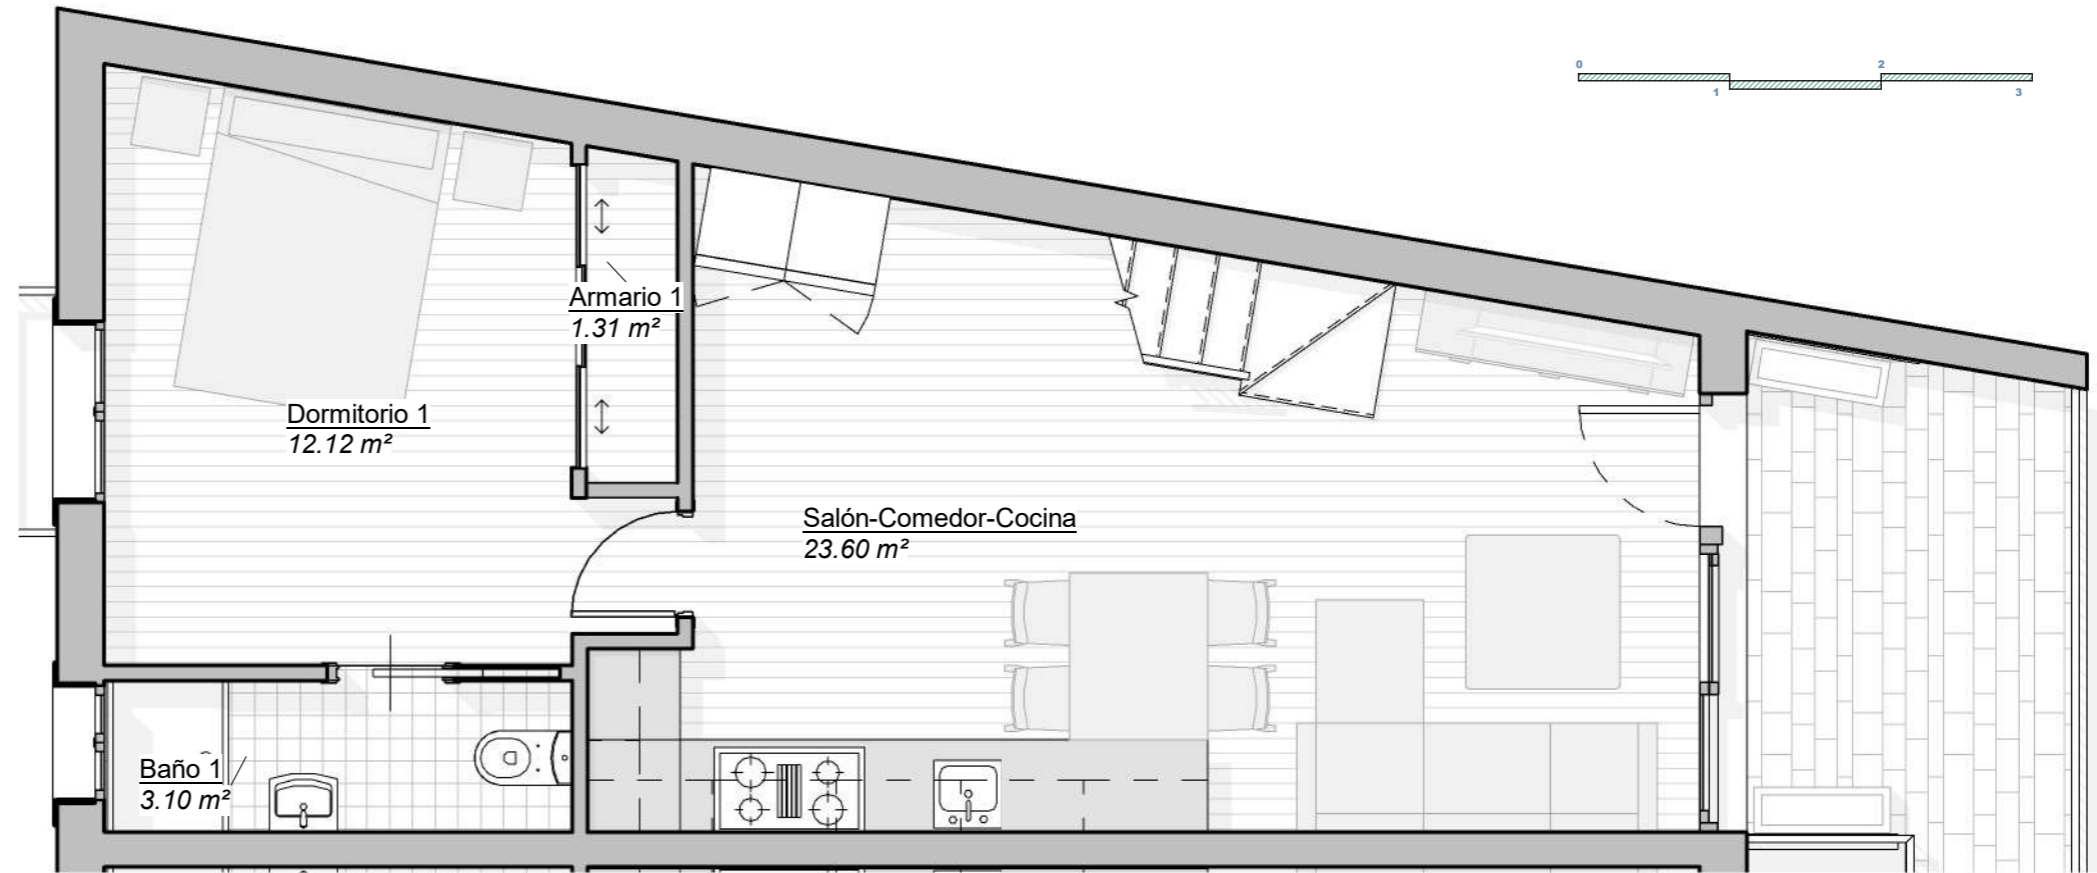 0 2
1 3
Armario 1
1.31 m²
Dormitorio 1
12.12 m²
Salón-Comedor-Cocina
23.60 m²
Baño 1
3.10 m²